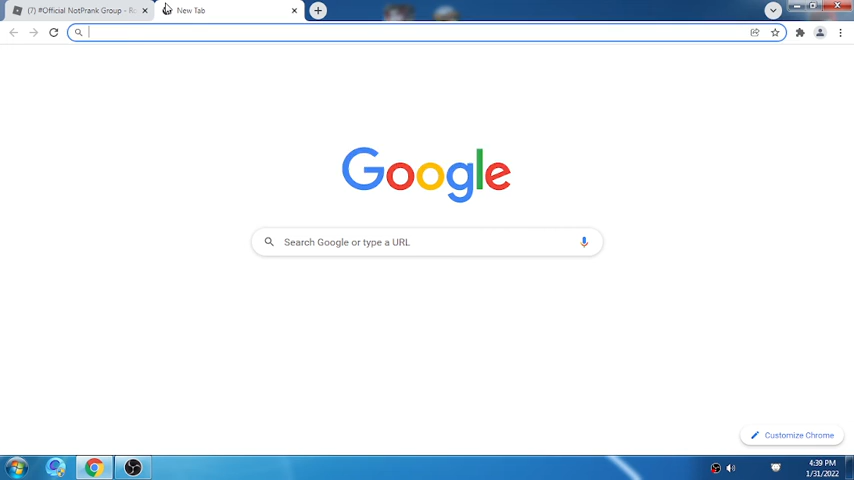 (7) #Official NotPrank Group - Ro
New Tab
Google
Search Google or type a URL
Customize Chrome
4:39 PM
1/31/2022